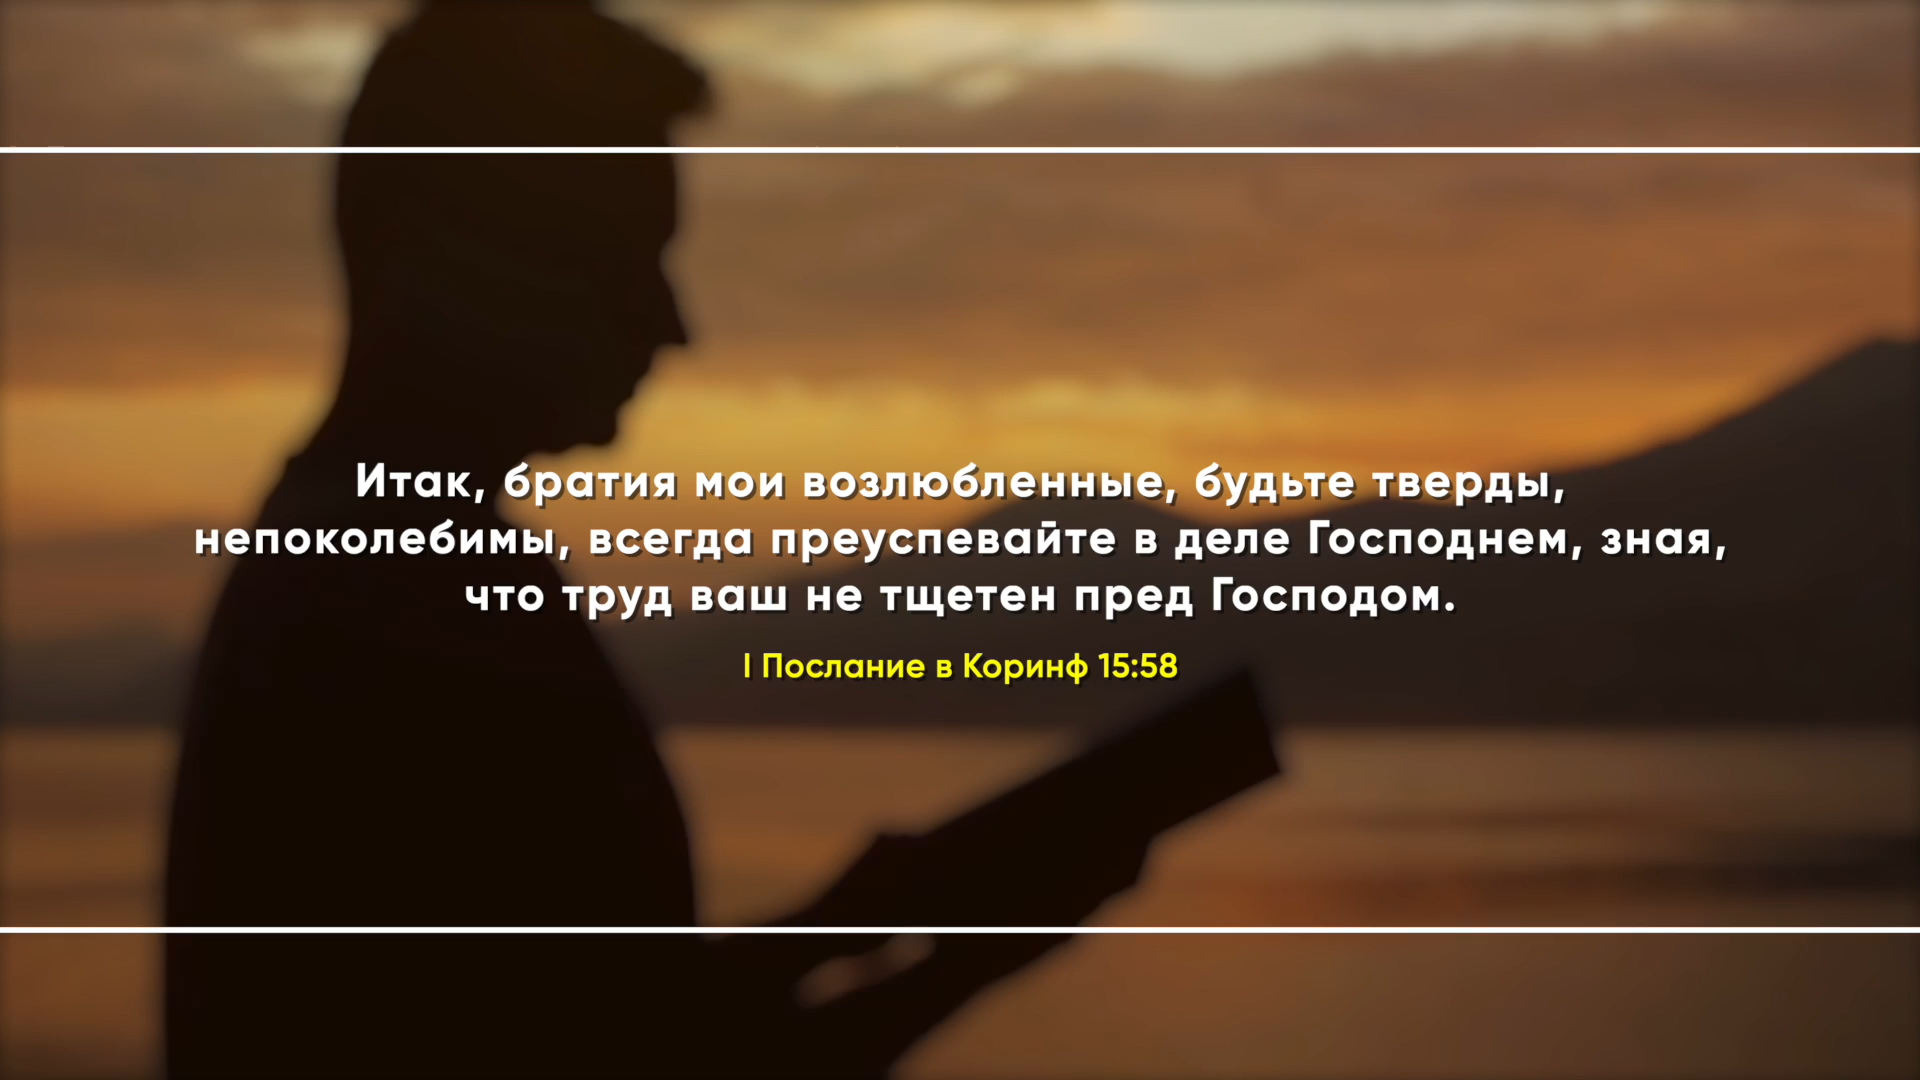 Итак, братия мои возлюбленные, будьте тверды,
непоколебимы, всегда преуспевайте в деле Господнем, зная,
что труд ваш не тщетен пред Господом.
I Послание в Коринф 15:58